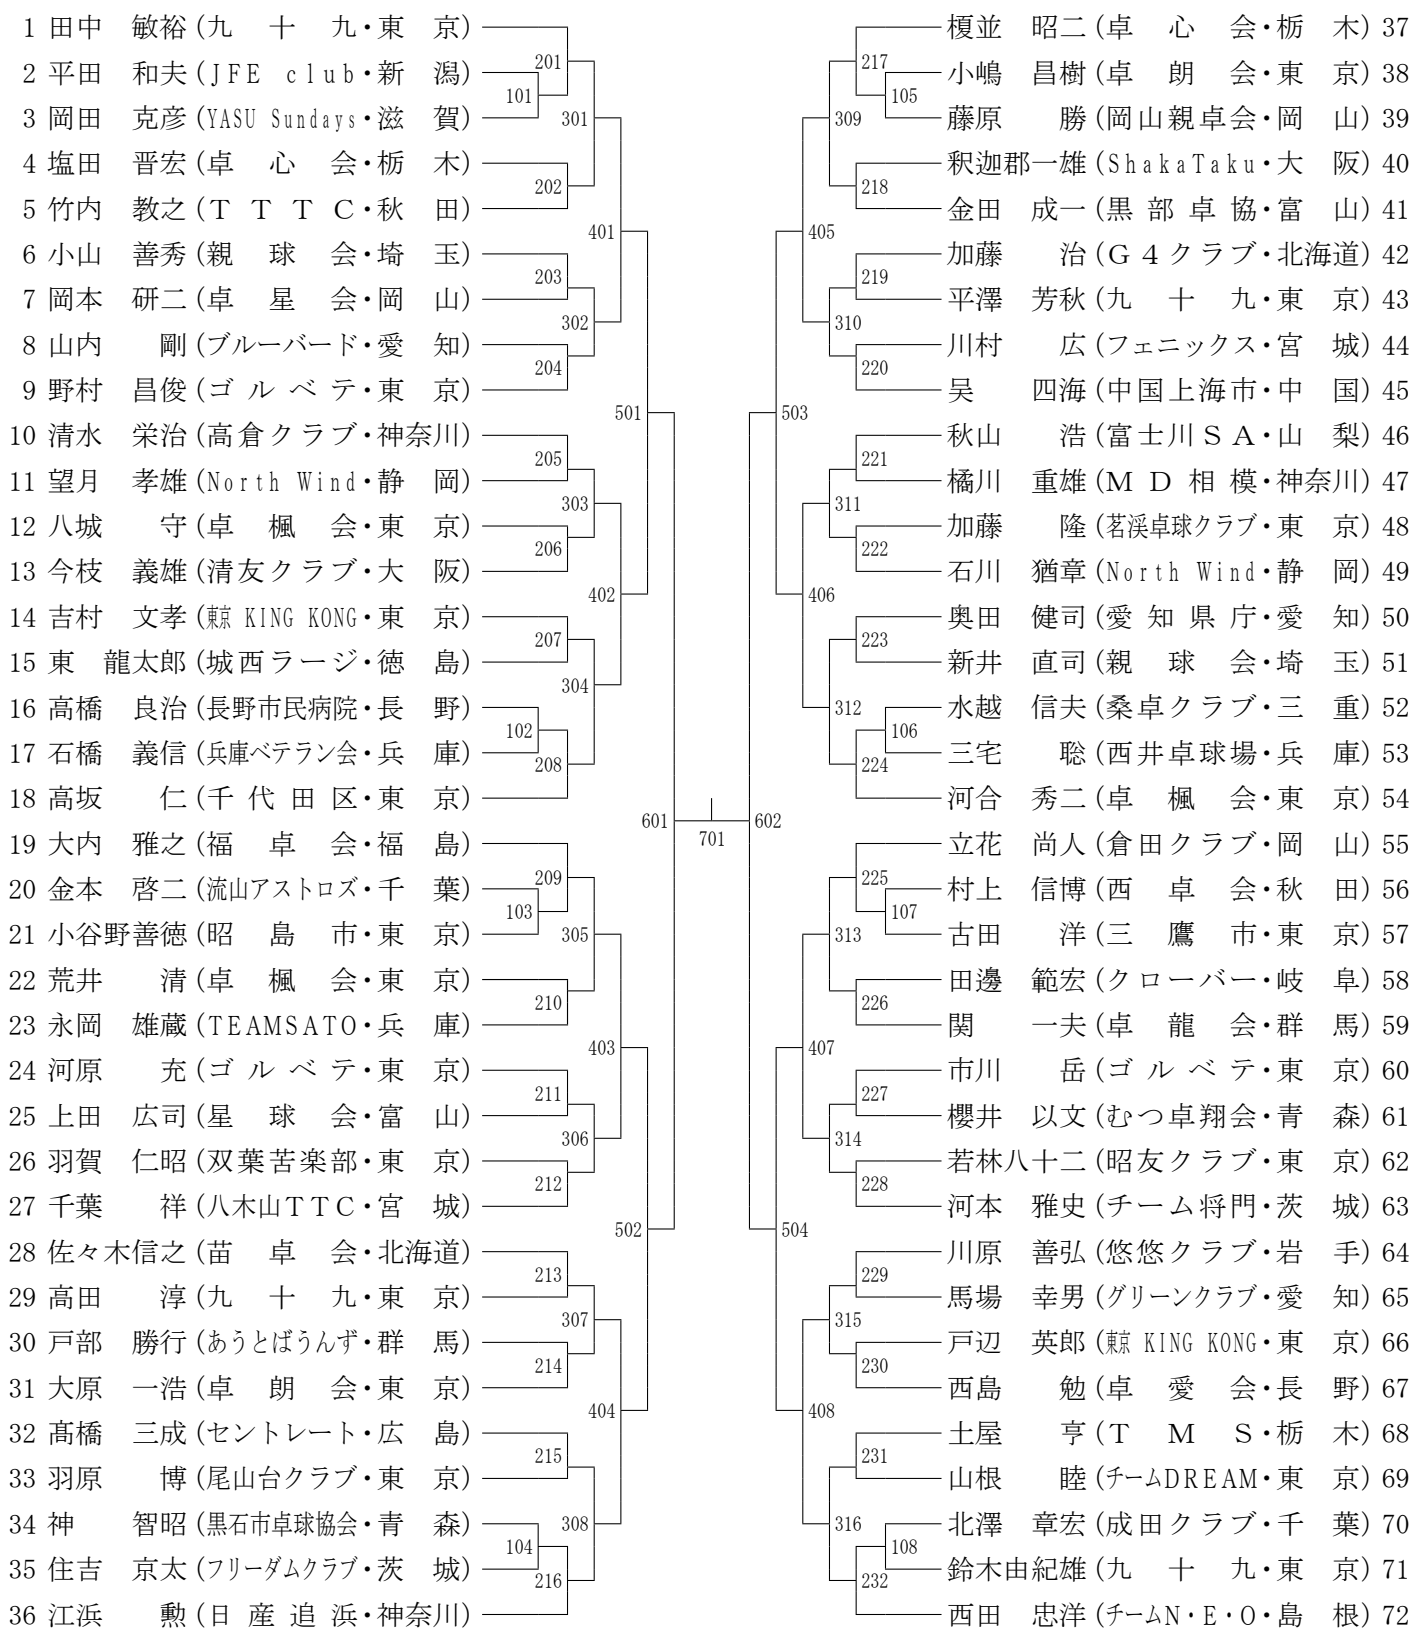 1 田中 敏裕 (九十九・東京)
2 平田 和夫 (JFE club・新潟)
3 岡田 克彦 (YASU Sundays・滋賀)
4 塩田 晋宏 (卓心会・栃木)
5 竹内 教之 (TTTC・秋田)
6 小山 善秀 (親球会・埼玉)
7 岡本 研二 (卓星会・岡山)
8 山内 剛 (ブルーバード・愛知)
9 野村 昌俊 (ゴルベテ・東京)
10 清水 栄治 (高倉クラブ・神奈川)
11 望月 孝雄 (North Wind・静岡)
12 八城 守 (卓楓会・東京)
13 今枝 義雄 (清友クラブ・大阪)
14 吉村 文孝 (東京 KING KONG・東京)
15 東 龍太郎 (城西ラージ・徳島)
16 高橋 良治 (長野市民病院・長野)
17 石橋 義信 (兵庫ベテラン会・兵庫)
18 高坂 仁 (千代田区・東京)
19 大内 雅之 (福卓会・福島)
20 金本 啓二 (流山アストロズ・千葉)
21 小谷野善徳 (昭島市・東京)
22 荒井 清 (卓楓会・東京)
23 永岡 雄蔵 (TEAMSATO・兵庫)
24 河原 充 (ゴルベテ・東京)
25 上田 広司 (星球会・富山)
26 羽賀 仁昭 (双葉苦楽部・東京)
27 千葉 祥 (八木山TTC・宮城)
28 佐々木信之 (苗卓会・北海道)
29 高田 淳 (九十九・東京)
30 戸部 勝行 (あうとばうんず・群馬)
31 大原 一浩 (卓朗会・東京)
32 髙橋 三成 (セントレート・広島)
33 羽原 博 (尾山台クラブ・東京)
34 神 智昭 (黒石市卓球協会・青森)
35 住吉 京太 (フリーダムクラブ・茨城)
36 江浜 勲 (日産追浜・神奈川)
101
102
103
104
201
202
203
204
205
206
207
208
209
210
211
212
213
214
215
216
301
302
303
304
305
306
307
308
401
402
403
404
501
502
601
701
602
503
504
405
406
407
408
309
310
311
312
313
314
315
316
217
218
219
220
221
222
223
224
225
226
227
228
229
230
231
232
105
106
107
108
榎並 昭二 (卓心会・栃木) 37
小嶋 昌樹 (卓朗会・東京) 38
藤原 勝 (岡山親卓会・岡山) 39
釈迦郡一雄 (ShakaTaku・大阪) 40
金田 成一 (黒部卓協・富山) 41
加藤 治 (G4クラブ・北海道) 42
平澤 芳秋 (九十九・東京) 43
川村 広 (フェニックス・宮城) 44
吴 四海 (中国上海市・中国) 45
秋山 浩 (富士川SA・山梨) 46
橘川 重雄 (MD相模・神奈川) 47
加藤 隆 (茗渓卓球クラブ・東京) 48
石川 猶章 (North Wind・静岡) 49
奥田 健司 (愛知県庁・愛知) 50
新井 直司 (親球会・埼玉) 51
水越 信夫 (桑卓クラブ・三重) 52
三宅 聡 (西井卓球場・兵庫) 53
河合 秀二 (卓楓会・東京) 54
立花 尚人 (倉田クラブ・岡山) 55
村上 信博 (西卓会・秋田) 56
古田 洋 (三鷹市・東京) 57
田邊 範宏 (クローバー・岐阜) 58
関 一夫 (卓龍会・群馬) 59
市川 岳 (ゴルベテ・東京) 60
櫻井 以文 (むつ卓翔会・青森) 61
若林八十二 (昭友クラブ・東京) 62
河本 雅史 (チーム将門・茨城) 63
川原 善弘 (悠悠クラブ・岩手) 64
馬場 幸男 (グリーンクラブ・愛知) 65
戸辺 英郎 (東京 KING KONG・東京) 66
西島 勉 (卓愛会・長野) 67
土屋 亨 (TMS・栃木) 68
山根 睦 (チームDREAM・東京) 69
北澤 章宏 (成田クラブ・千葉) 70
鈴木由紀雄 (九十九・東京) 71
西田 忠洋 (チームN・E・O・島根) 72